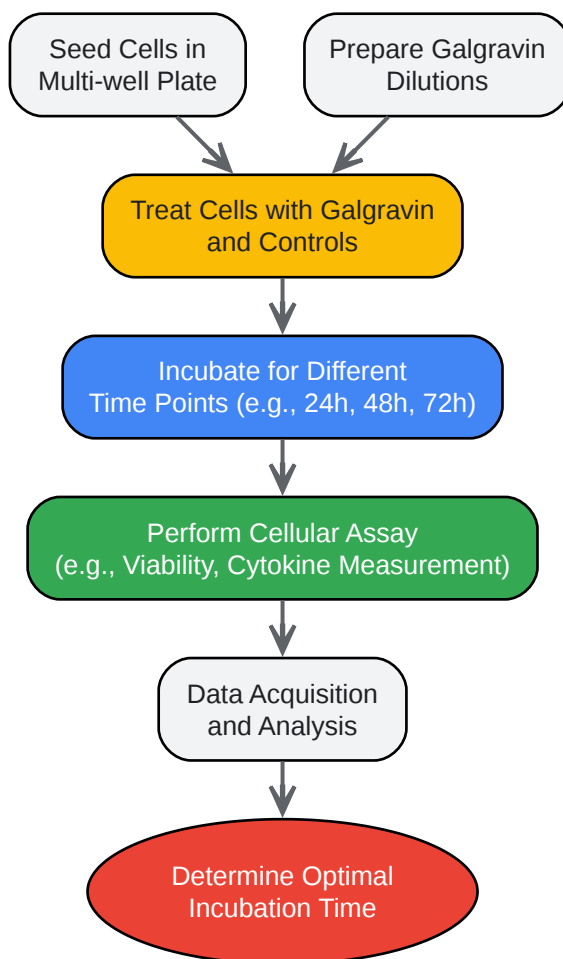 Seed Cells in
Multi-well Plate
Prepare Galgravin
Dilutions
Treat Cells with Galgravin
and Controls
Incubate for Different
Time Points (e.g., 24h, 48h, 72h)
Perform Cellular Assay
(e.g., Viability, Cytokine Measurement)
Data Acquisition
and Analysis
Determine Optimal
Incubation Time